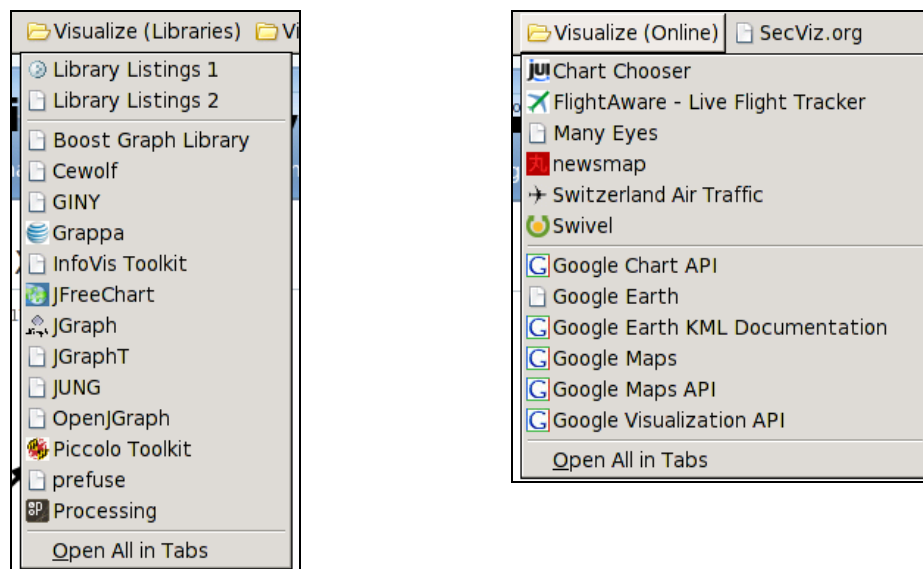 Visualize (Libraries) Vi
Library Listings 1
Library Listings 2
Boost Graph Library
Cewolf
GINY
Grappa
InfoVis Toolkit
JFreeChart
JGraph
JGraphT
JUNG
OpenJGraph
Piccolo Toolkit
prefuse
Processing
Open All in Tabs
Visualize (Online) SecViz.org
jui Chart Chooser
FlightAware - Live Flight Tracker
Many Eyes
丸 newsmap
Switzerland Air Traffic
Swivel
G Google Chart API
Google Earth
G Google Earth KML Documentation
G Google Maps
G Google Maps API
G Google Visualization API
Open All in Tabs